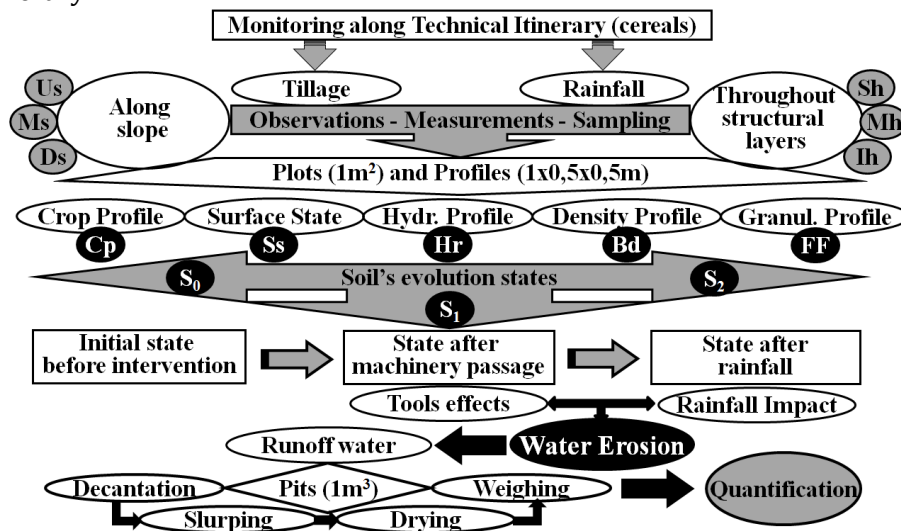 Monitoring along Technical Itinerary (cereals)
Us
Ms
Ds
Along
slope
Tillage
Rainfall
Throughout
structural
layers
Sh
Mh
Ih
Observations - Measurements - Sampling
Plots (1m²) and Profiles (1x0,5x0,5m)
Crop Profile
Surface State
Hydr. Profile
Density Profile
Granul. Profile
Cp
Ss
Hr
Bd
FF
S₀
Soil's evolution states
S₂
S₁
Initial state
before intervention
State after
machinery passage
State after
rainfall
Tools effects
Rainfall Impact
Runoff water
Water Erosion
Decantation
Pits (1m³)
Weighing
Quantification
Slurping
Drying